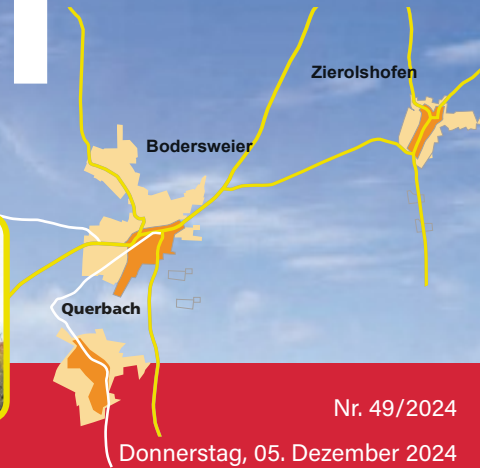 Zierolshofen
Bodersweier
Querbach
Nr. 49/2024
Donnerstag, 05. Dezember 2024